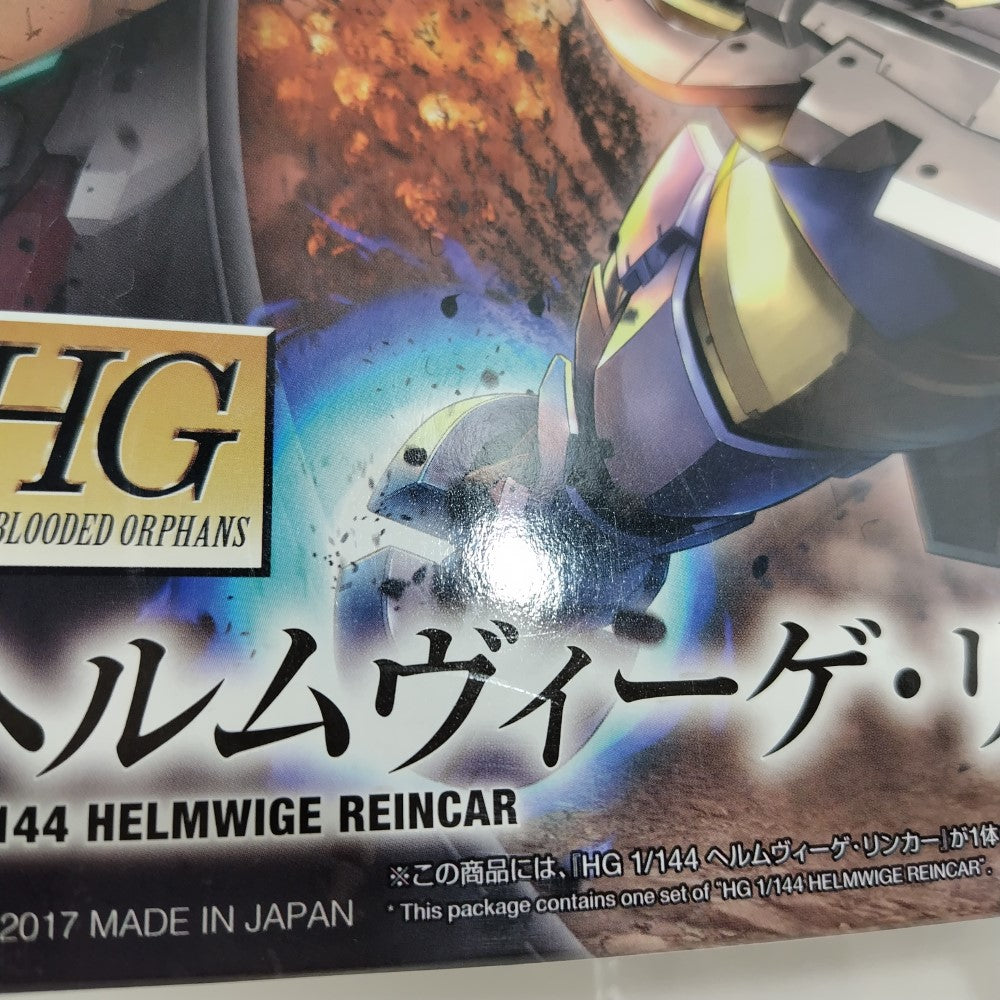 HG
BLOODED ORPHANS
ヘルムヴィーゲ・リ
144 HELMWIGE REINCAR
※この商品には、「HG 1/144 ヘルムヴィーゲ・リンカー」が1体
* This package contains one set of "HG 1/144 HELMWIGE REINCAR".
2017 MADE IN JAPAN